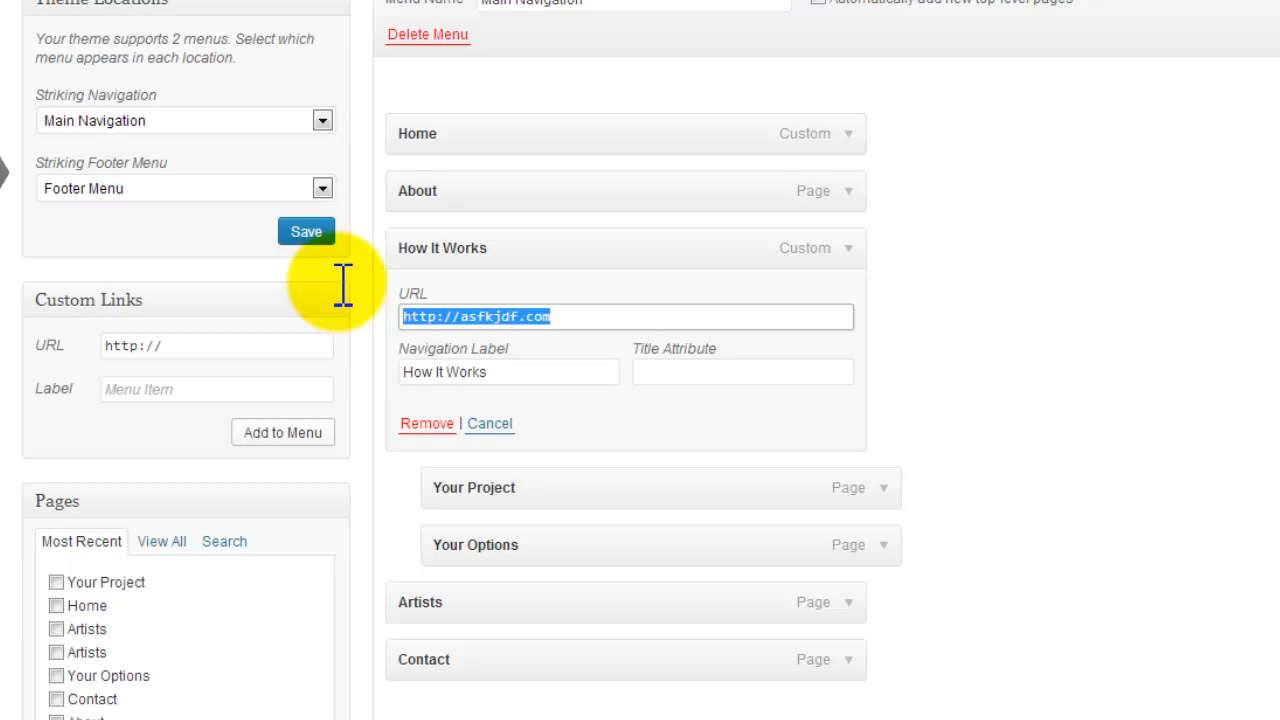 Theme Locations
Your theme supports 2 menus. Select which
menu appears in each location.
Striking Navigation
Main Navigation
Striking Footer Menu
Footer Menu
Save
Custom Links
URL http://
Label Menu Item
Add to Menu
Pages
Most Recent View All Search
Your Project
Home
Artists
Artists
Your Options
Contact
About
Menu Name Main Navigation Automatically add new top-level pages
Delete Menu
Home Custom
About Page
How It Works Custom
URL
http://asfkjdf.com
Navigation Label Title Attribute
How It Works
Remove | Cancel
Your Project Page
Your Options Page
Artists Page
Contact Page